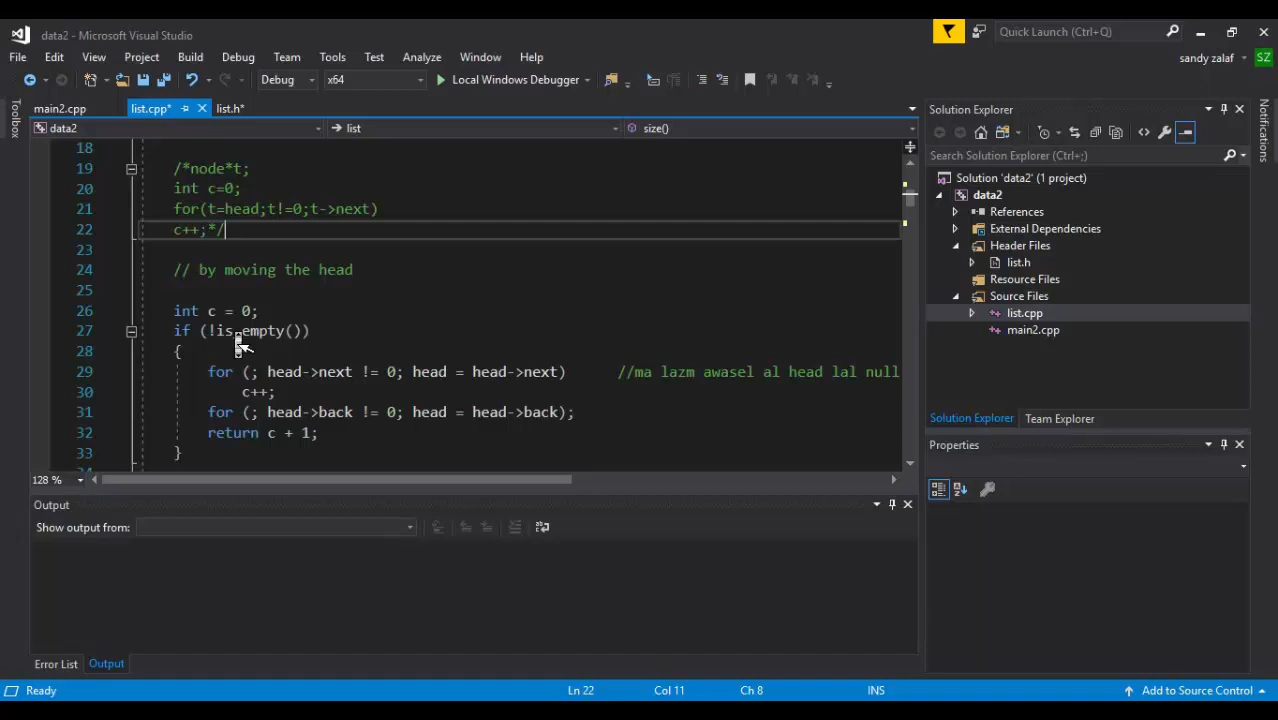 data2 - Microsoft Visual Studio
Quick Launch (Ctrl+Q)
File Edit View Project Build Debug Team Tools Test Analyze Window Help
sandy zalaf SZ
Debug x64 Local Windows Debugger
Toolbox
main2.cpp list.cpp* list.h*
data2 list size()
18
19 /*node*t;
20 int c=0;
21 for(t=head;t!=0;t->next)
22 c++;*/
23
24 // by moving the head
25
26 int c = 0;
27 if (!is_empty())
28 {
29 for (; head->next != 0; head = head->next) //ma lazm awasel al head lal null
30 c++;
31 for (; head->back != 0; head = head->back);
32 return c + 1;
33 }
128 %
Output
Show output from:
Error List Output
Solution Explorer
Search Solution Explorer (Ctrl+;)
Solution 'data2' (1 project)
data2
References
External Dependencies
Header Files
list.h
Resource Files
Source Files
list.cpp
main2.cpp
Solution Explorer Team Explorer
Properties
Notifications
Ready Ln 22 Col 11 Ch 8 INS Add to Source Control